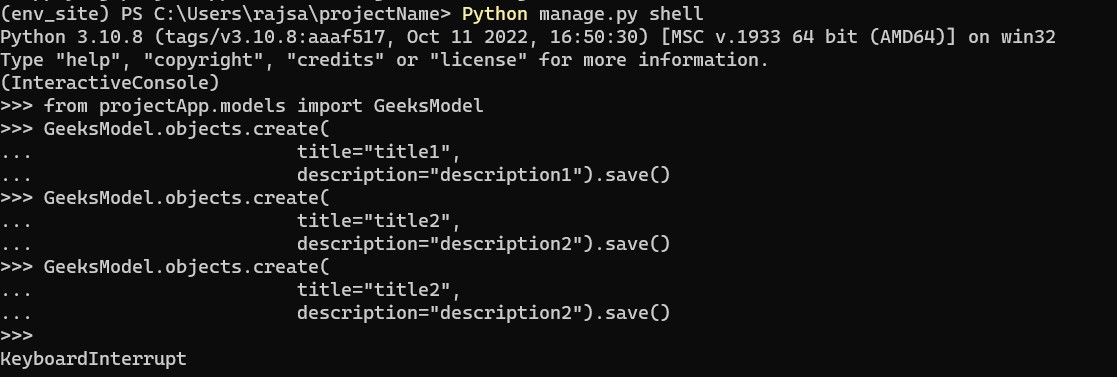 (env_site) PS C:\Users\rajsa\projectName> Python manage.py shell
Python 3.10.8 (tags/v3.10.8:aaaf517, Oct 11 2022, 16:50:30) [MSC v.1933 64 bit (AMD64)] on win32
Type "help", "copyright", "credits" or "license" for more information.
(InteractiveConsole)
>>> from projectApp.models import GeeksModel
>>> GeeksModel.objects.create(
...                        title="title1",
...                        description="description1").save()
>>> GeeksModel.objects.create(
...                        title="title2",
...                        description="description2").save()
>>> GeeksModel.objects.create(
...                        title="title2",
...                        description="description2").save()
>>>
KeyboardInterrupt